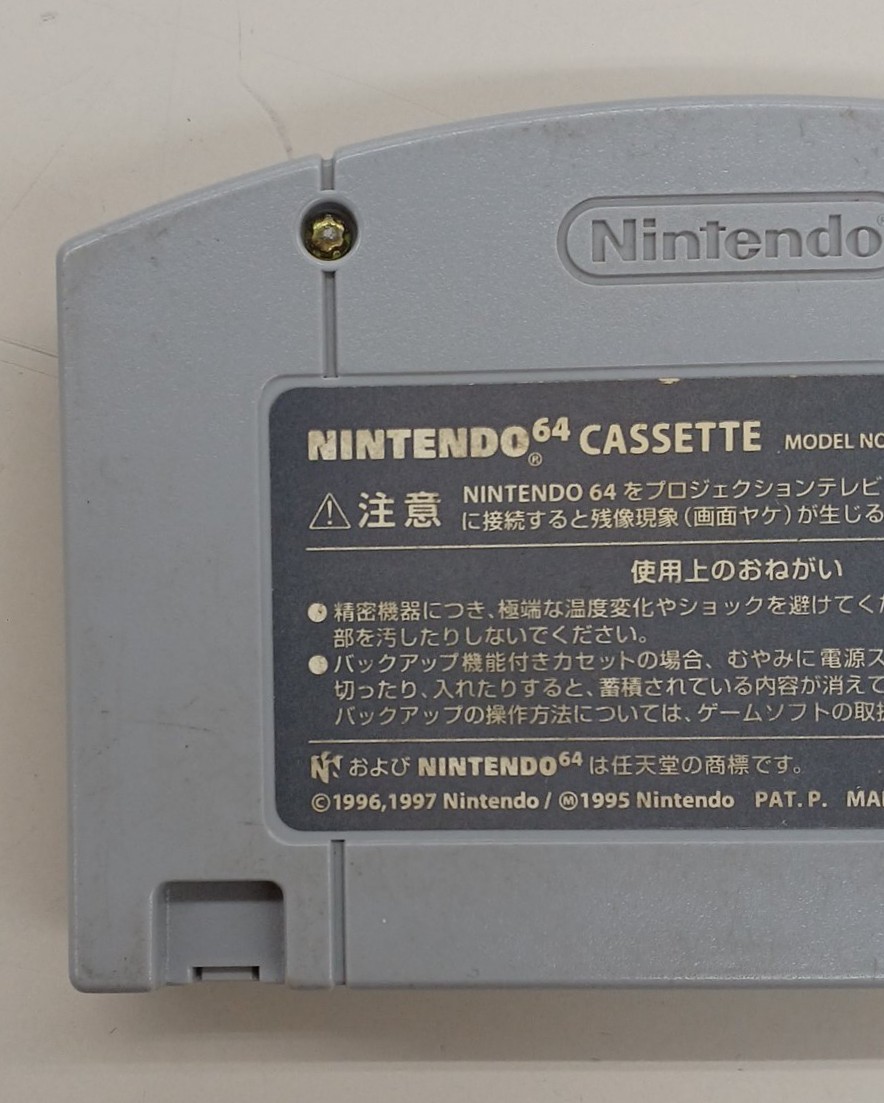 Nintendo
NINTENDO64® CASSETTE MODEL NO
⚠注意 NINTENDO 64 をプロジェクションテレビ
に接続すると残像現象(画面ヤケ)が生じる
使用上のおねがい
●精密機器につき、極端な温度変化やショックを避けてくだ
部を汚したりしないでください。
●バックアップ機能付きカセットの場合、むやみに電源ス
切ったり、入れたりすると、蓄積されている内容が消えて
バックアップの操作方法については、ゲームソフトの取扱
および NINTENDO64 は任天堂の商標です。
©1996,1997 Nintendo / Ⓜ1995 Nintendo PAT. P.